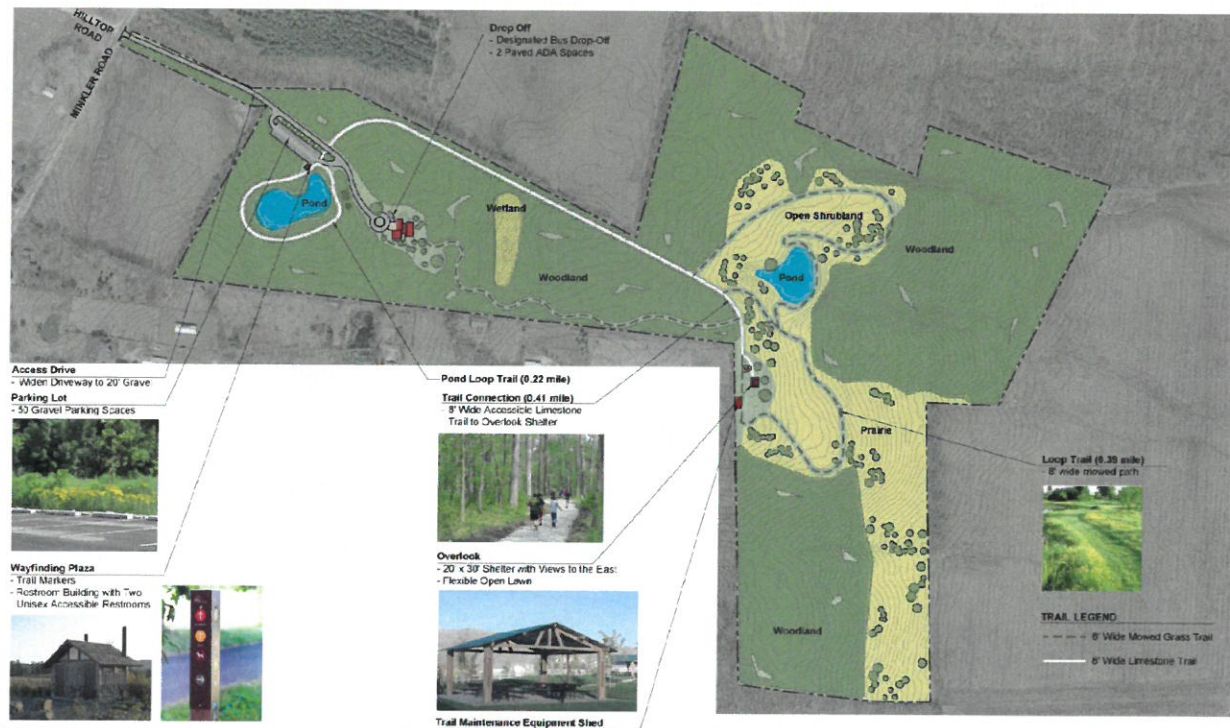 HILLTOP
ROAD
MINKLER ROAD
Drop Off
- Designated Bus Drop-Off
- 2 Paved ADA Spaces
Pond
Wetland
Woodland
Open Shrubland
Woodland
Pond
Prairie
Woodland
Access Drive
- Widen Driveway to 20' Gravel
Parking Lot
- 50 Gravel Parking Spaces
Wayfinding Plaza
- Trail Markers
- Restroom Building with Two
Unisex Accessible Restrooms
Pond Loop Trail (0.22 mile)
Trail Connection (0.41 mile)
- 8' Wide Accessible Limestone
Trail to Overlook Shelter
Overlook
- 20' x 30' Shelter with Views to the East
- Flexible Open Lawn
Trail Maintenance Equipment Shed
Loop Trail (0.39 mile)
- 8' wide mowed path
TRAIL LEGEND
8' Wide Mowed Grass Trail
8' Wide Limestone Trail